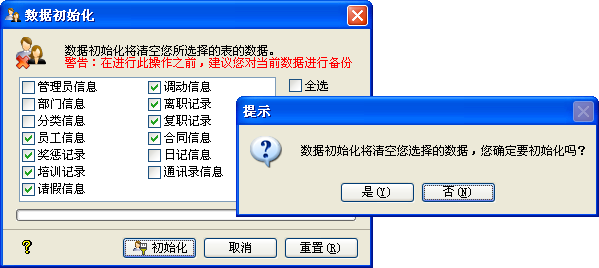 数据初始化
数据初始化将清空您所选择的表的数据。
警告：在进行此操作之前，建议您对当前数据进行备份
管理员信息
部门信息
分类信息
员工信息
奖惩记录
培训记录
请假信息
调动信息
离职记录
复职记录
合同信息
日记信息
通讯录信息
全选
提示
数据初始化将清空您选择的数据，您确定要初始化吗？
是(Y)
否(N)
初始化
取消
重置(R)